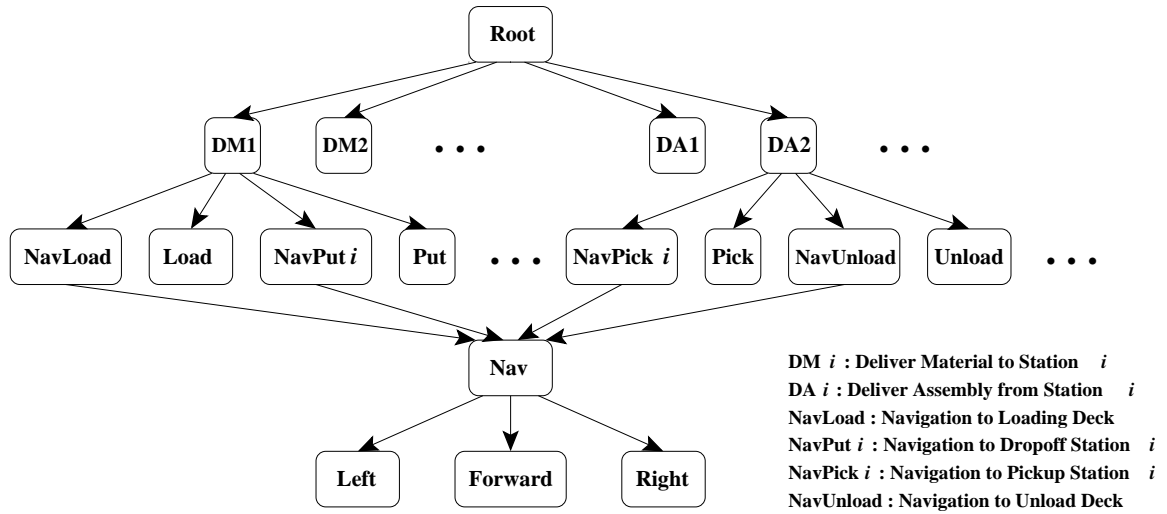 Root
DM1 DM2 • • • DA1 DA2 • • •
NavLoad Load NavPut i Put • • • NavPick i Pick NavUnload Unload • • •
Nav
Left Forward Right
DM i : Deliver Material to Station i
DA i : Deliver Assembly from Station i
NavLoad : Navigation to Loading Deck
NavPut i : Navigation to Dropoff Station i
NavPick i : Navigation to Pickup Station i
NavUnload : Navigation to Unload Deck